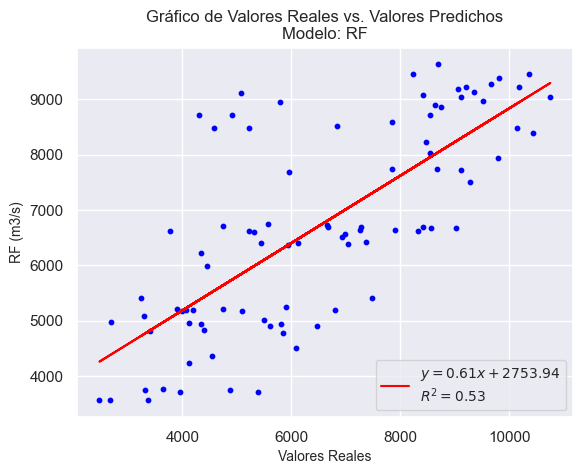 Gráfico de Valores Reales vs. Valores Predichos
Modelo: RF
RF (m3/s)
9000
8000
7000
6000
5000
4000
y = 0.61x + 2753.94
R² = 0.53
4000 6000 8000 10000
Valores Reales